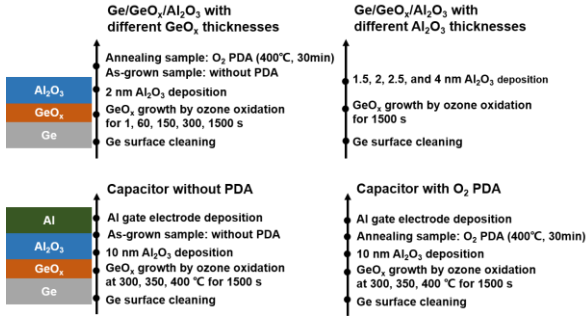 Ge/GeOₓ/Al₂O₃ with
different GeOₓ thicknesses
Annealing sample: O₂ PDA (400℃, 30min)
As-grown sample: without PDA
2 nm Al₂O₃ deposition
GeOₓ growth by ozone oxidation
for 1, 60, 150, 300, 1500 s
Ge surface cleaning
Al₂O₃
GeOₓ
Ge
Ge/GeOₓ/Al₂O₃ with
different Al₂O₃ thicknesses
1.5, 2, 2.5, and 4 nm Al₂O₃ deposition
GeOₓ growth by ozone oxidation
for 1500 s
Ge surface cleaning
Capacitor without PDA
Al gate electrode deposition
As-grown sample: without PDA
10 nm Al₂O₃ deposition
GeOₓ growth by ozone oxidation
at 300, 350, 400 ℃ for 1500 s
Ge surface cleaning
Al
Al₂O₃
GeOₓ
Ge
Capacitor with O₂ PDA
Al gate electrode deposition
Annealing sample: O₂ PDA (400℃, 30min)
10 nm Al₂O₃ deposition
GeOₓ growth by ozone oxidation
at 300, 350, 400 ℃ for 1500 s
Ge surface cleaning